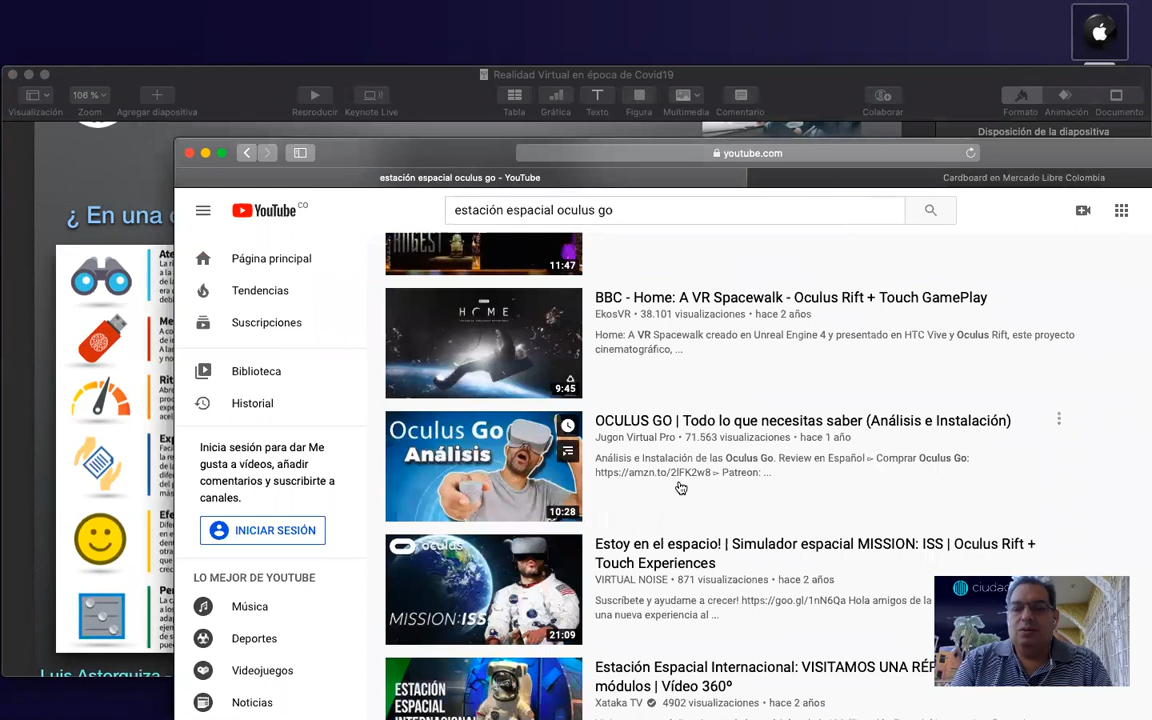 Realidad Virtual en época de Covid19
106 %
Visualización
Zoom
Agregar diapositiva
Reproducir
Keynote Live
Tabla
Gráfica
Texto
Figura
Multimedia
Comentario
Colaborar
Formato
Animación
Documento
Disposición de la diapositiva
youtube.com
estación espacial oculus go - YouTube
Cardboard en Mercado Libre Colombia
¿ En una
Luis Astorquiza -
YouTube CO
estación espacial oculus go
Página principal
Tendencias
Suscripciones
Biblioteca
Historial
Inicia sesión para dar Me
gusta a vídeos, añadir
comentarios y suscribirte a
canales.
INICIAR SESIÓN
LO MEJOR DE YOUTUBE
Música
Deportes
Videojuegos
Noticias
11:47
HOME
9:45
BBC - Home: A VR Spacewalk - Oculus Rift + Touch GamePlay
EkosVR • 38.101 visualizaciones • hace 2 años
Home: A VR Spacewalk creado en Unreal Engine 4 y presentado en HTC Vive y Oculus Rift, este proyecto
cinematográfico, ...
Oculus Go
Análisis
10:28
OCULUS GO | Todo lo que necesitas saber (Análisis e Instalación)
Jugon Virtual Pro • 71.563 visualizaciones • hace 1 año
Análisis e Instalación de las Oculus Go. Review en Español ▻ Comprar Oculus Go:
https://amzn.to/2lFK2w8 ▻ Patreon: ...
oculus
MISSION:ISS
21:09
Estoy en el espacio! | Simulador espacial MISSION: ISS | Oculus Rift +
Touch Experiences
VIRTUAL NOISE • 871 visualizaciones • hace 2 años
Suscríbete y ayudame a crecer! https://goo.gl/1nN6Qa Hola amigos de la
una nueva experiencia al ...
ESTACIÓN
ESPACIAL
INTERNACIONAL
Estación Espacial Internacional: VISITAMOS UNA RÉP
módulos | Vídeo 360º
Xataka TV • 4902 visualizaciones • hace 2 años
ciudad